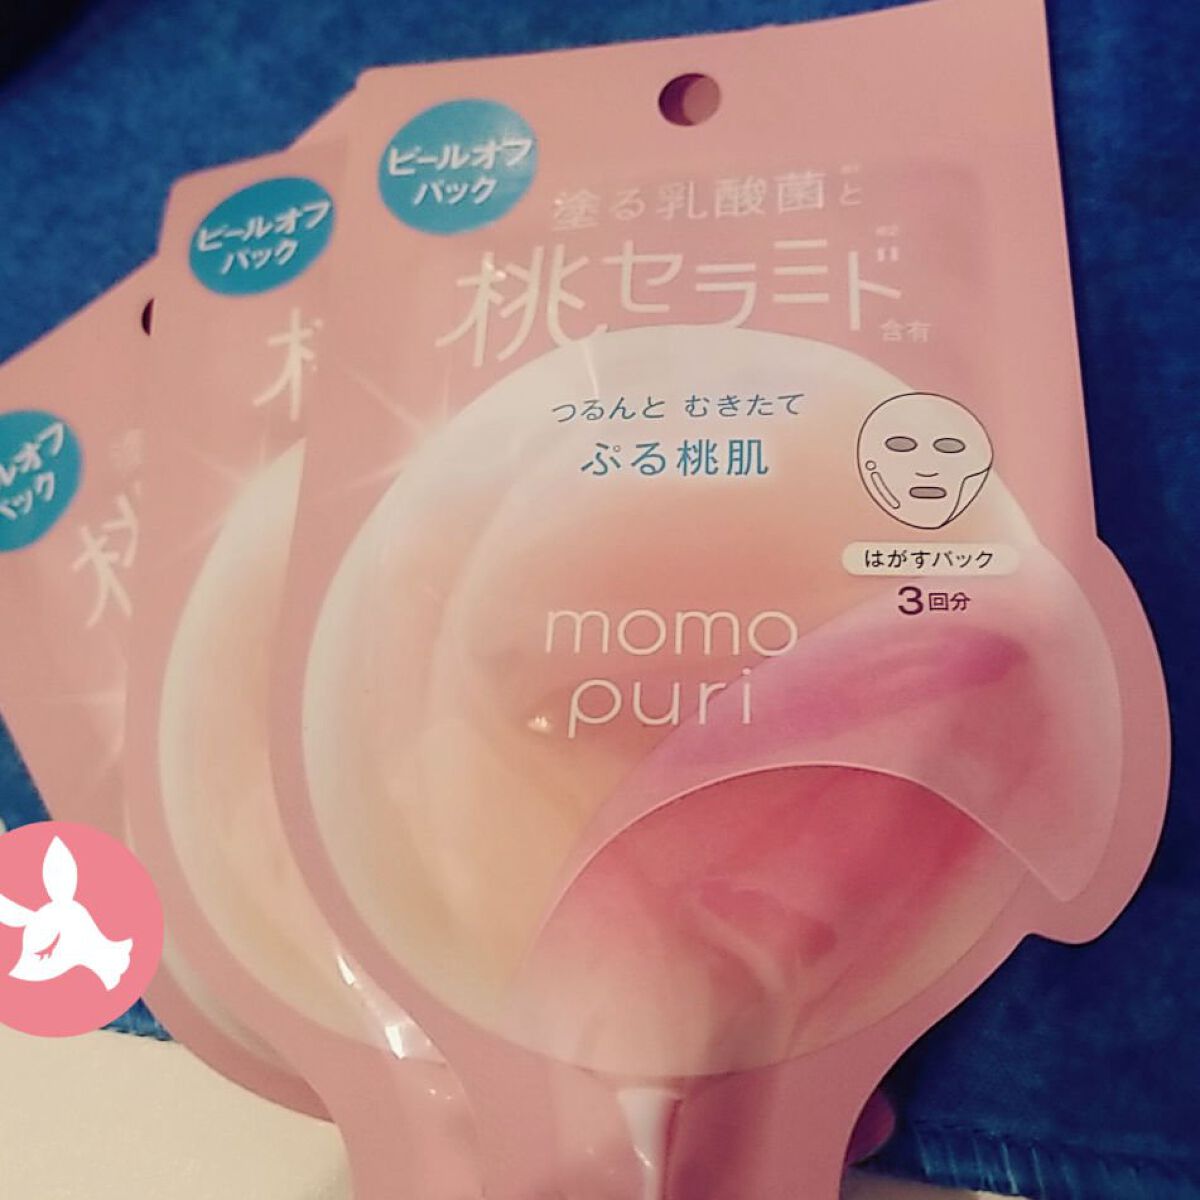 ピールオフ
パック
塗る乳酸菌※1と
桃セラミド※2
含有
つるんと むきたて
ぷる桃肌
はがすパック
3回分
momo
puri
ピールオフ
パック
ルオフ
パック